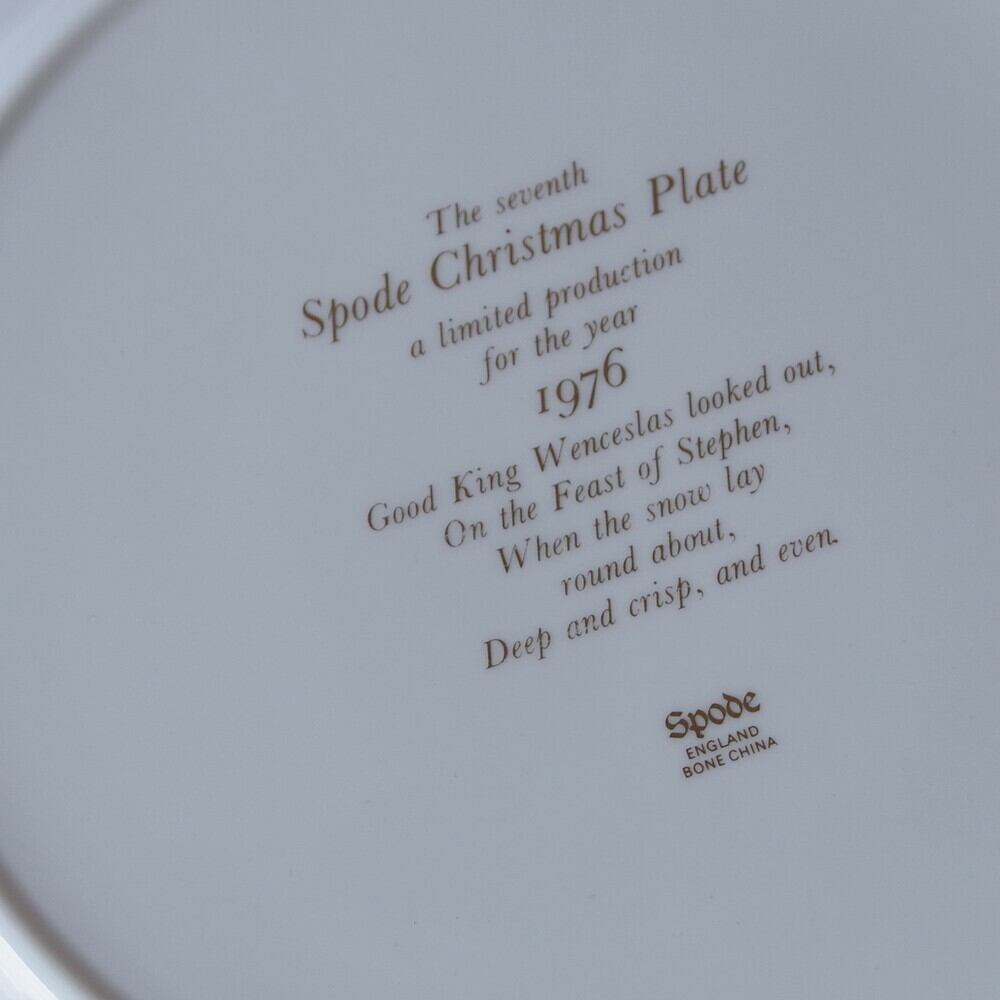 The seventh
Spode Christmas Plate
a limited production
for the year
1976
Good King Wenceslas looked out,
On the Feast of Stephen,
When the snow lay
round about,
Deep and crisp, and even.
Spode
ENGLAND
BONE CHINA